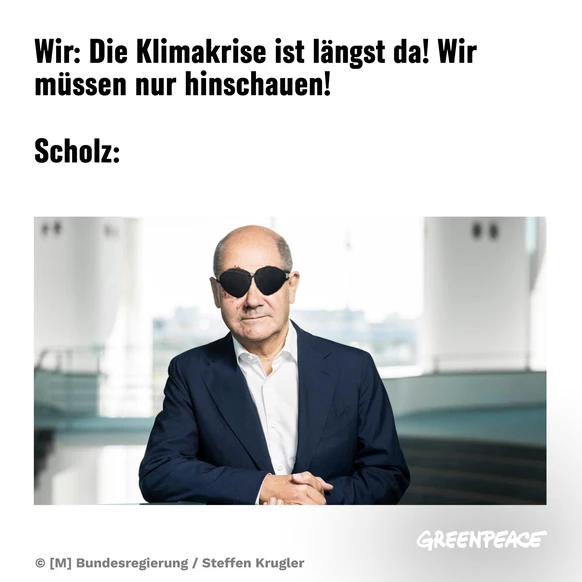 Wir: Die Klimakrise ist längst da! Wir
müssen nur hinschauen!
Scholz:
GREENPEACE
© [M] Bundesregierung / Steffen Krugler